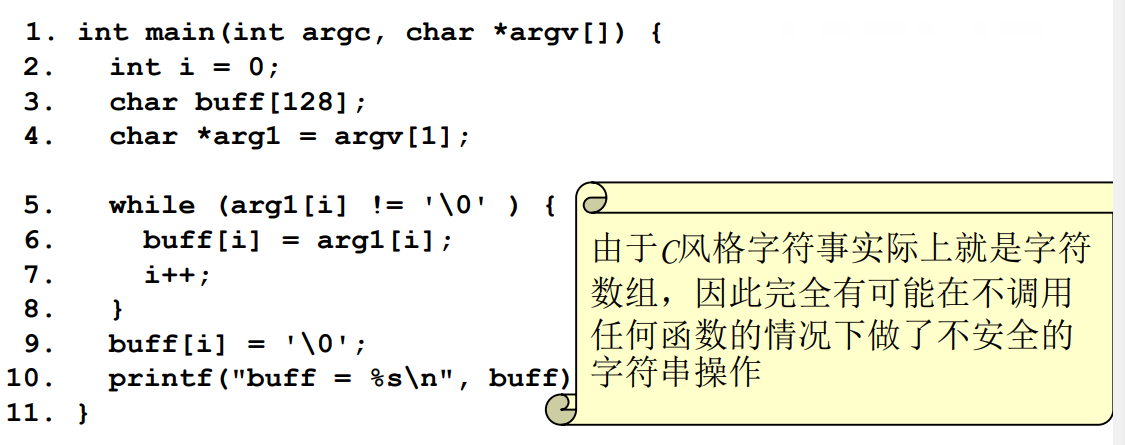 1. int main(int argc, char *argv[]) {
2. int i = 0;
3. char buff[128];
4. char *arg1 = argv[1];
5. while (arg1[i] != '\0' ) {
6. buff[i] = arg1[i];
7. i++;
8. }
9. buff[i] = '\0';
10. printf("buff = %s\n", buff)
11. }
由于C风格字符事实际上就是字符
数组，因此完全有可能在不调用
任何函数的情况下做了不安全的
字符串操作